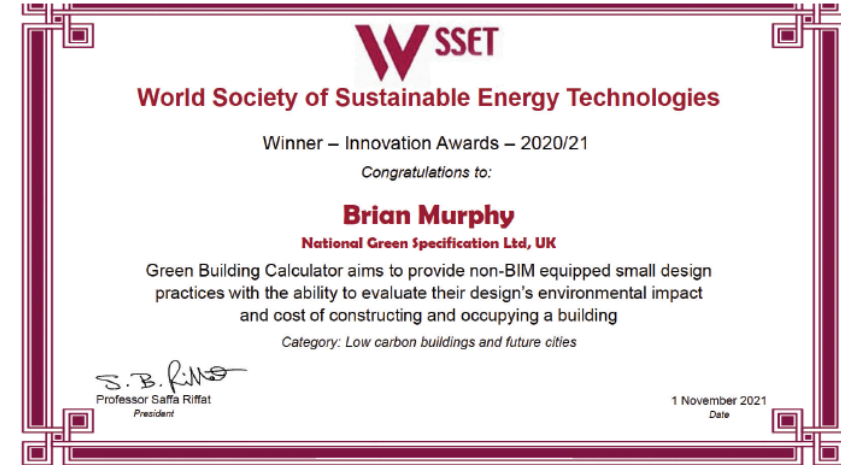 WSSET
World Society of Sustainable Energy Technologies
Winner – Innovation Awards – 2020/21
Congratulations to:
Brian Murphy
National Green Specification Ltd, UK
Green Building Calculator aims to provide non-BIM equipped small design
practices with the ability to evaluate their design's environmental impact
and cost of constructing and occupying a building
Category: Low carbon buildings and future cities
S. B. Riffat
Professor Saffa Riffat
President
1 November 2021
Date